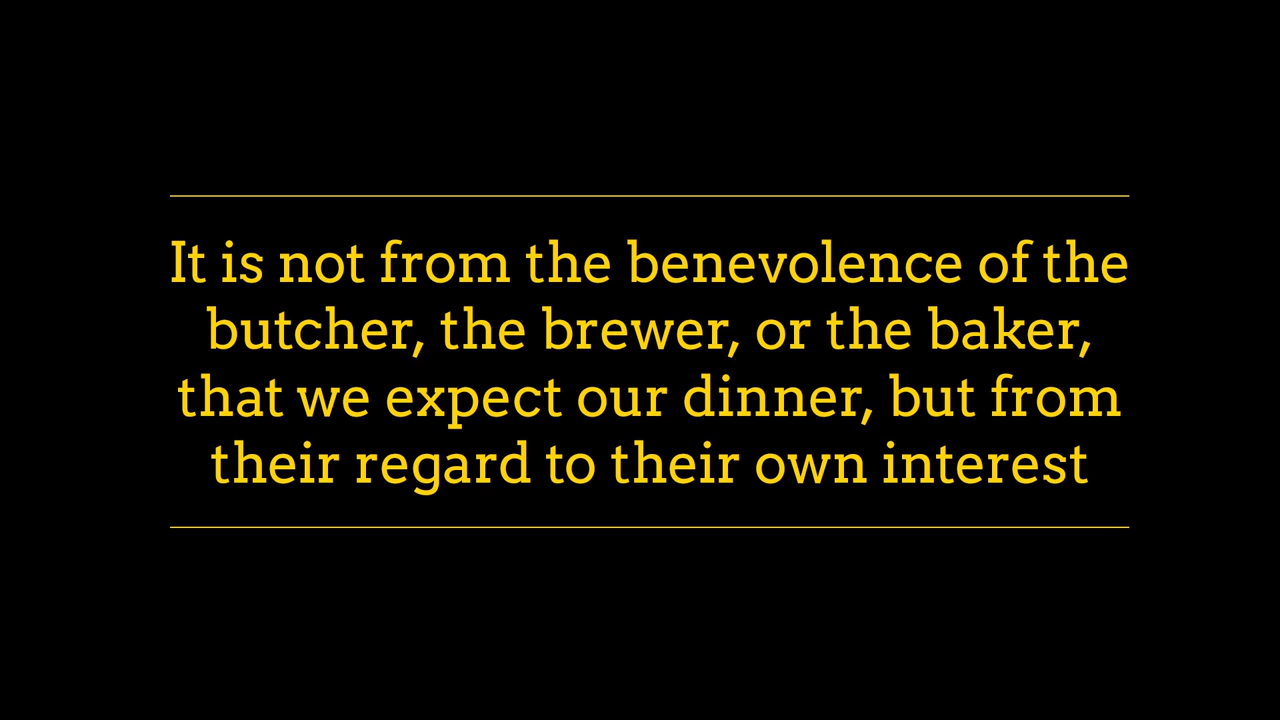 It is not from the benevolence of the
butcher, the brewer, or the baker,
that we expect our dinner, but from
their regard to their own interest